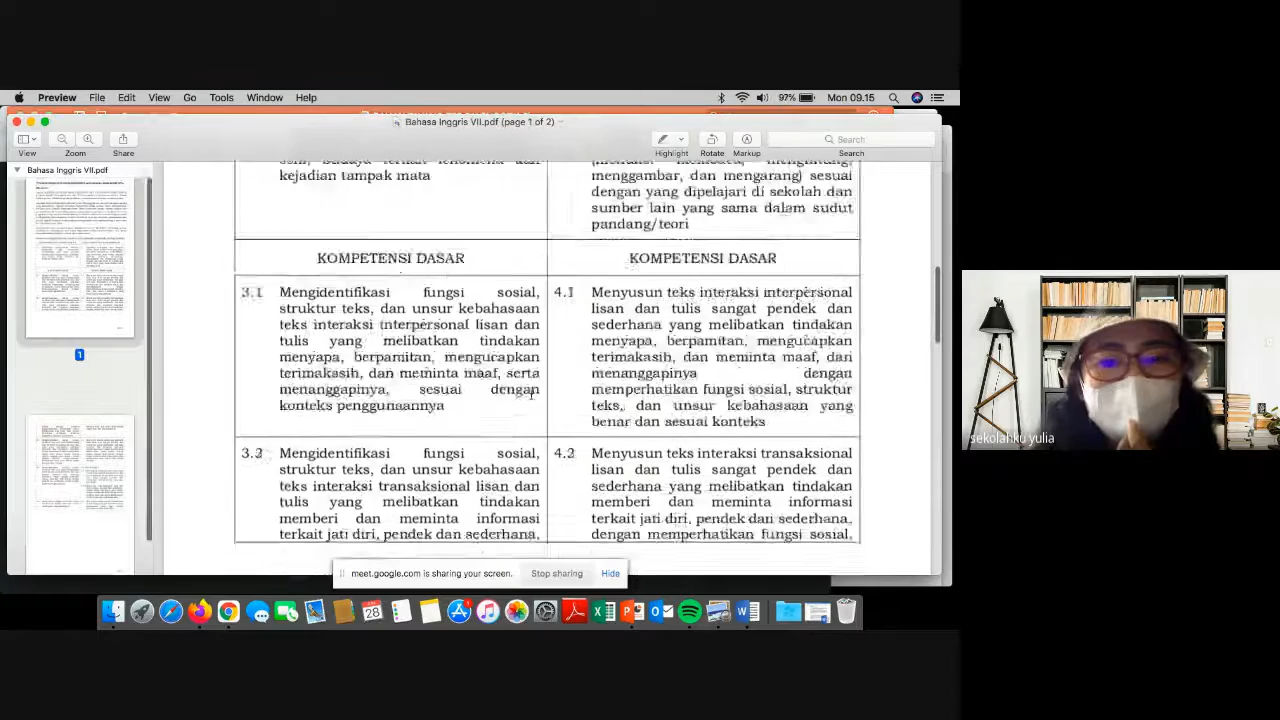 Preview File Edit View Go Tools Window Help
97% Mon 09.15
Bahasa Inggris VII.pdf (page 1 of 2)
View Zoom Share Highlight Rotate Markup Search
Search
Bahasa Inggris VII.pdf
1
kejadian tampak mata
menggambar, dan mengarang) sesuai
dengan yang dipelajari di sekolah dan
sumber lain yang sama dalam sudut
pandang/teori
KOMPETENSI DASAR
KOMPETENSI DASAR
3.1 Mengidentifikasi fungsi sosial,
struktur teks, dan unsur kebahasaan
teks interaksi interpersonal lisan dan
tulis yang melibatkan tindakan
menyapa, berpamitan, mengucapkan
terimakasih, dan meminta maaf, serta
menanggapinya, sesuai dengan
konteks penggunaannya
4.1 Menyusun teks interaksi interpersonal
lisan dan tulis sangat pendek dan
sederhana yang melibatkan tindakan
menyapa, berpamitan, mengucapkan
terimakasih, dan meminta maaf, dan
menanggapinya dengan
memperhatikan fungsi sosial, struktur
teks, dan unsur kebahasaan yang
benar dan sesuai konteks
3.2 Mengidentifikasi fungsi sosial,
struktur teks, dan unsur kebahasaan
teks interaksi transaksional lisan dan
tulis yang melibatkan tindakan
memberi dan meminta informasi
terkait jati diri, pendek dan sederhana,
4.2 Menyusun teks interaksi transaksional
lisan dan tulis sangat pendek dan
sederhana yang melibatkan tindakan
memberi dan meminta informasi
terkait jati diri, pendek dan sederhana,
dengan memperhatikan fungsi sosial,
meet.google.com is sharing your screen. Stop sharing Hide
28
sekolahku yulia